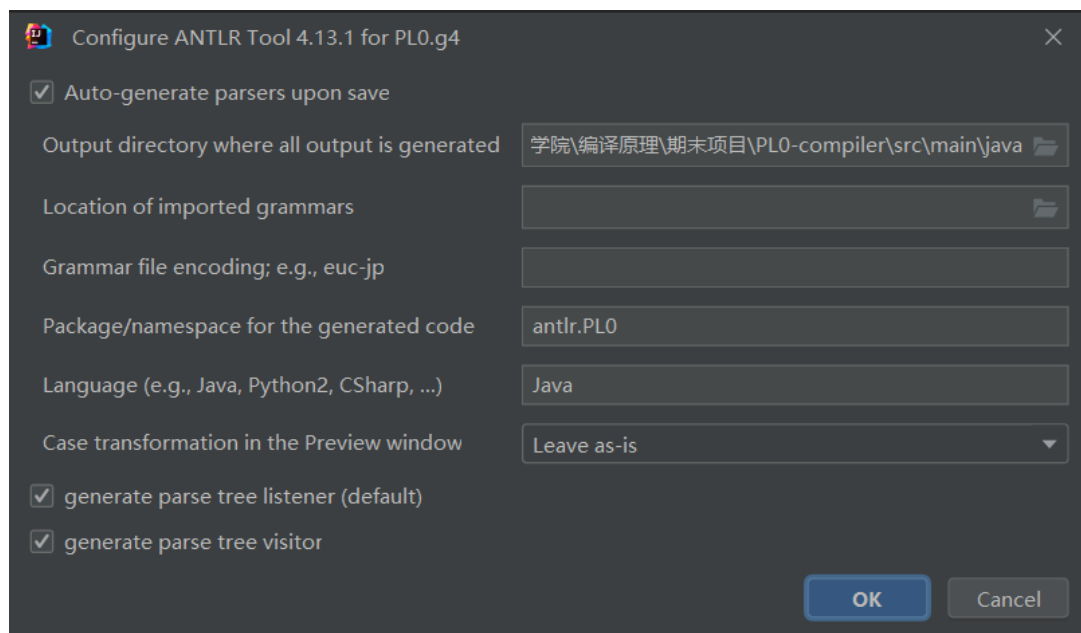 Configure ANTLR Tool 4.13.1 for PL0.g4
Auto-generate parsers upon save
Output directory where all output is generated 学院\编译原理\期末项目\PL0-compiler\src\main\java
Location of imported grammars
Grammar file encoding; e.g., euc-jp
Package/namespace for the generated code antlr.PL0
Language (e.g., Java, Python2, CSharp, ...) Java
Case transformation in the Preview window Leave as-is
generate parse tree listener (default)
generate parse tree visitor
OK Cancel